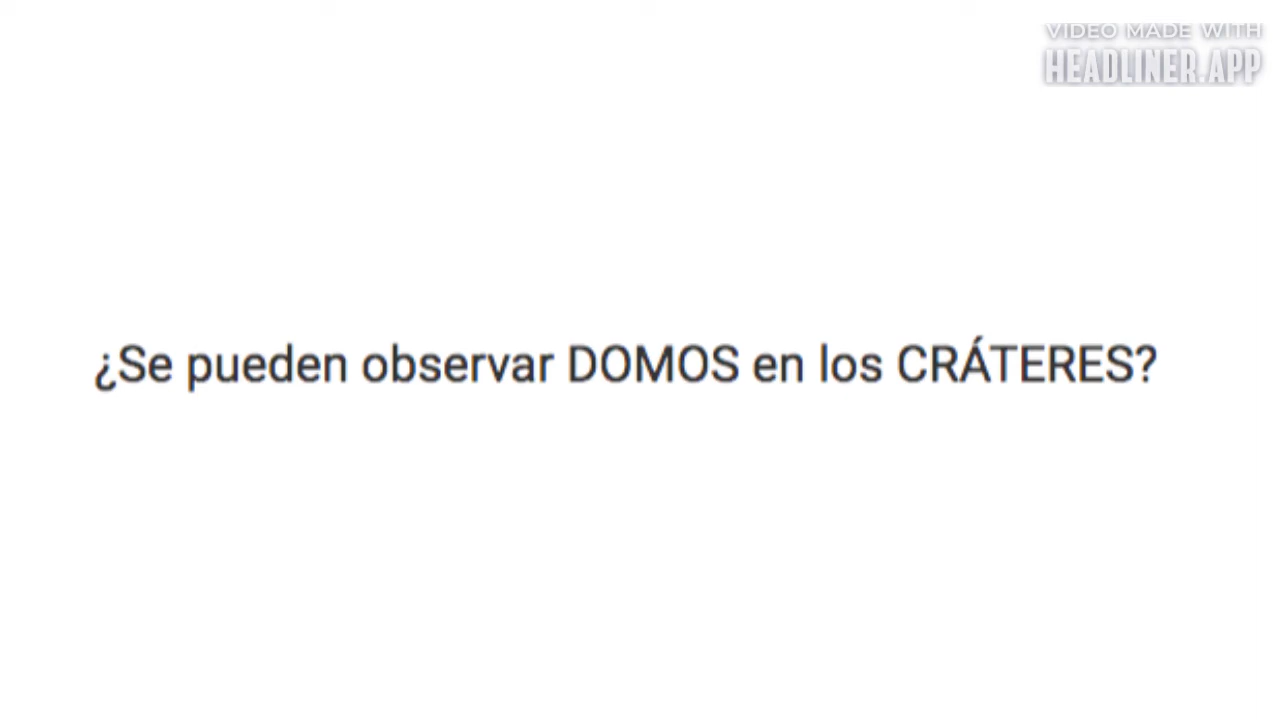 VIDEO MADE WITH
HEADLINER.APP
¿Se pueden observar DOMOS en los CRÁTERES?